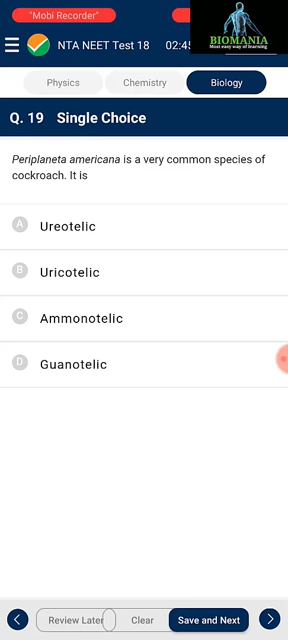 "Mobi Recorder"
NTA NEET Test 18
02:45
BIOMANIA
Most easy way of learning
Physics
Chemistry
Biology
Q. 19 Single Choice
Periplaneta americana is a very common species of
cockroach. It is
A Ureotelic
B Uricotelic
C Ammonotelic
D Guanotelic
Review Later
Clear
Save and Next